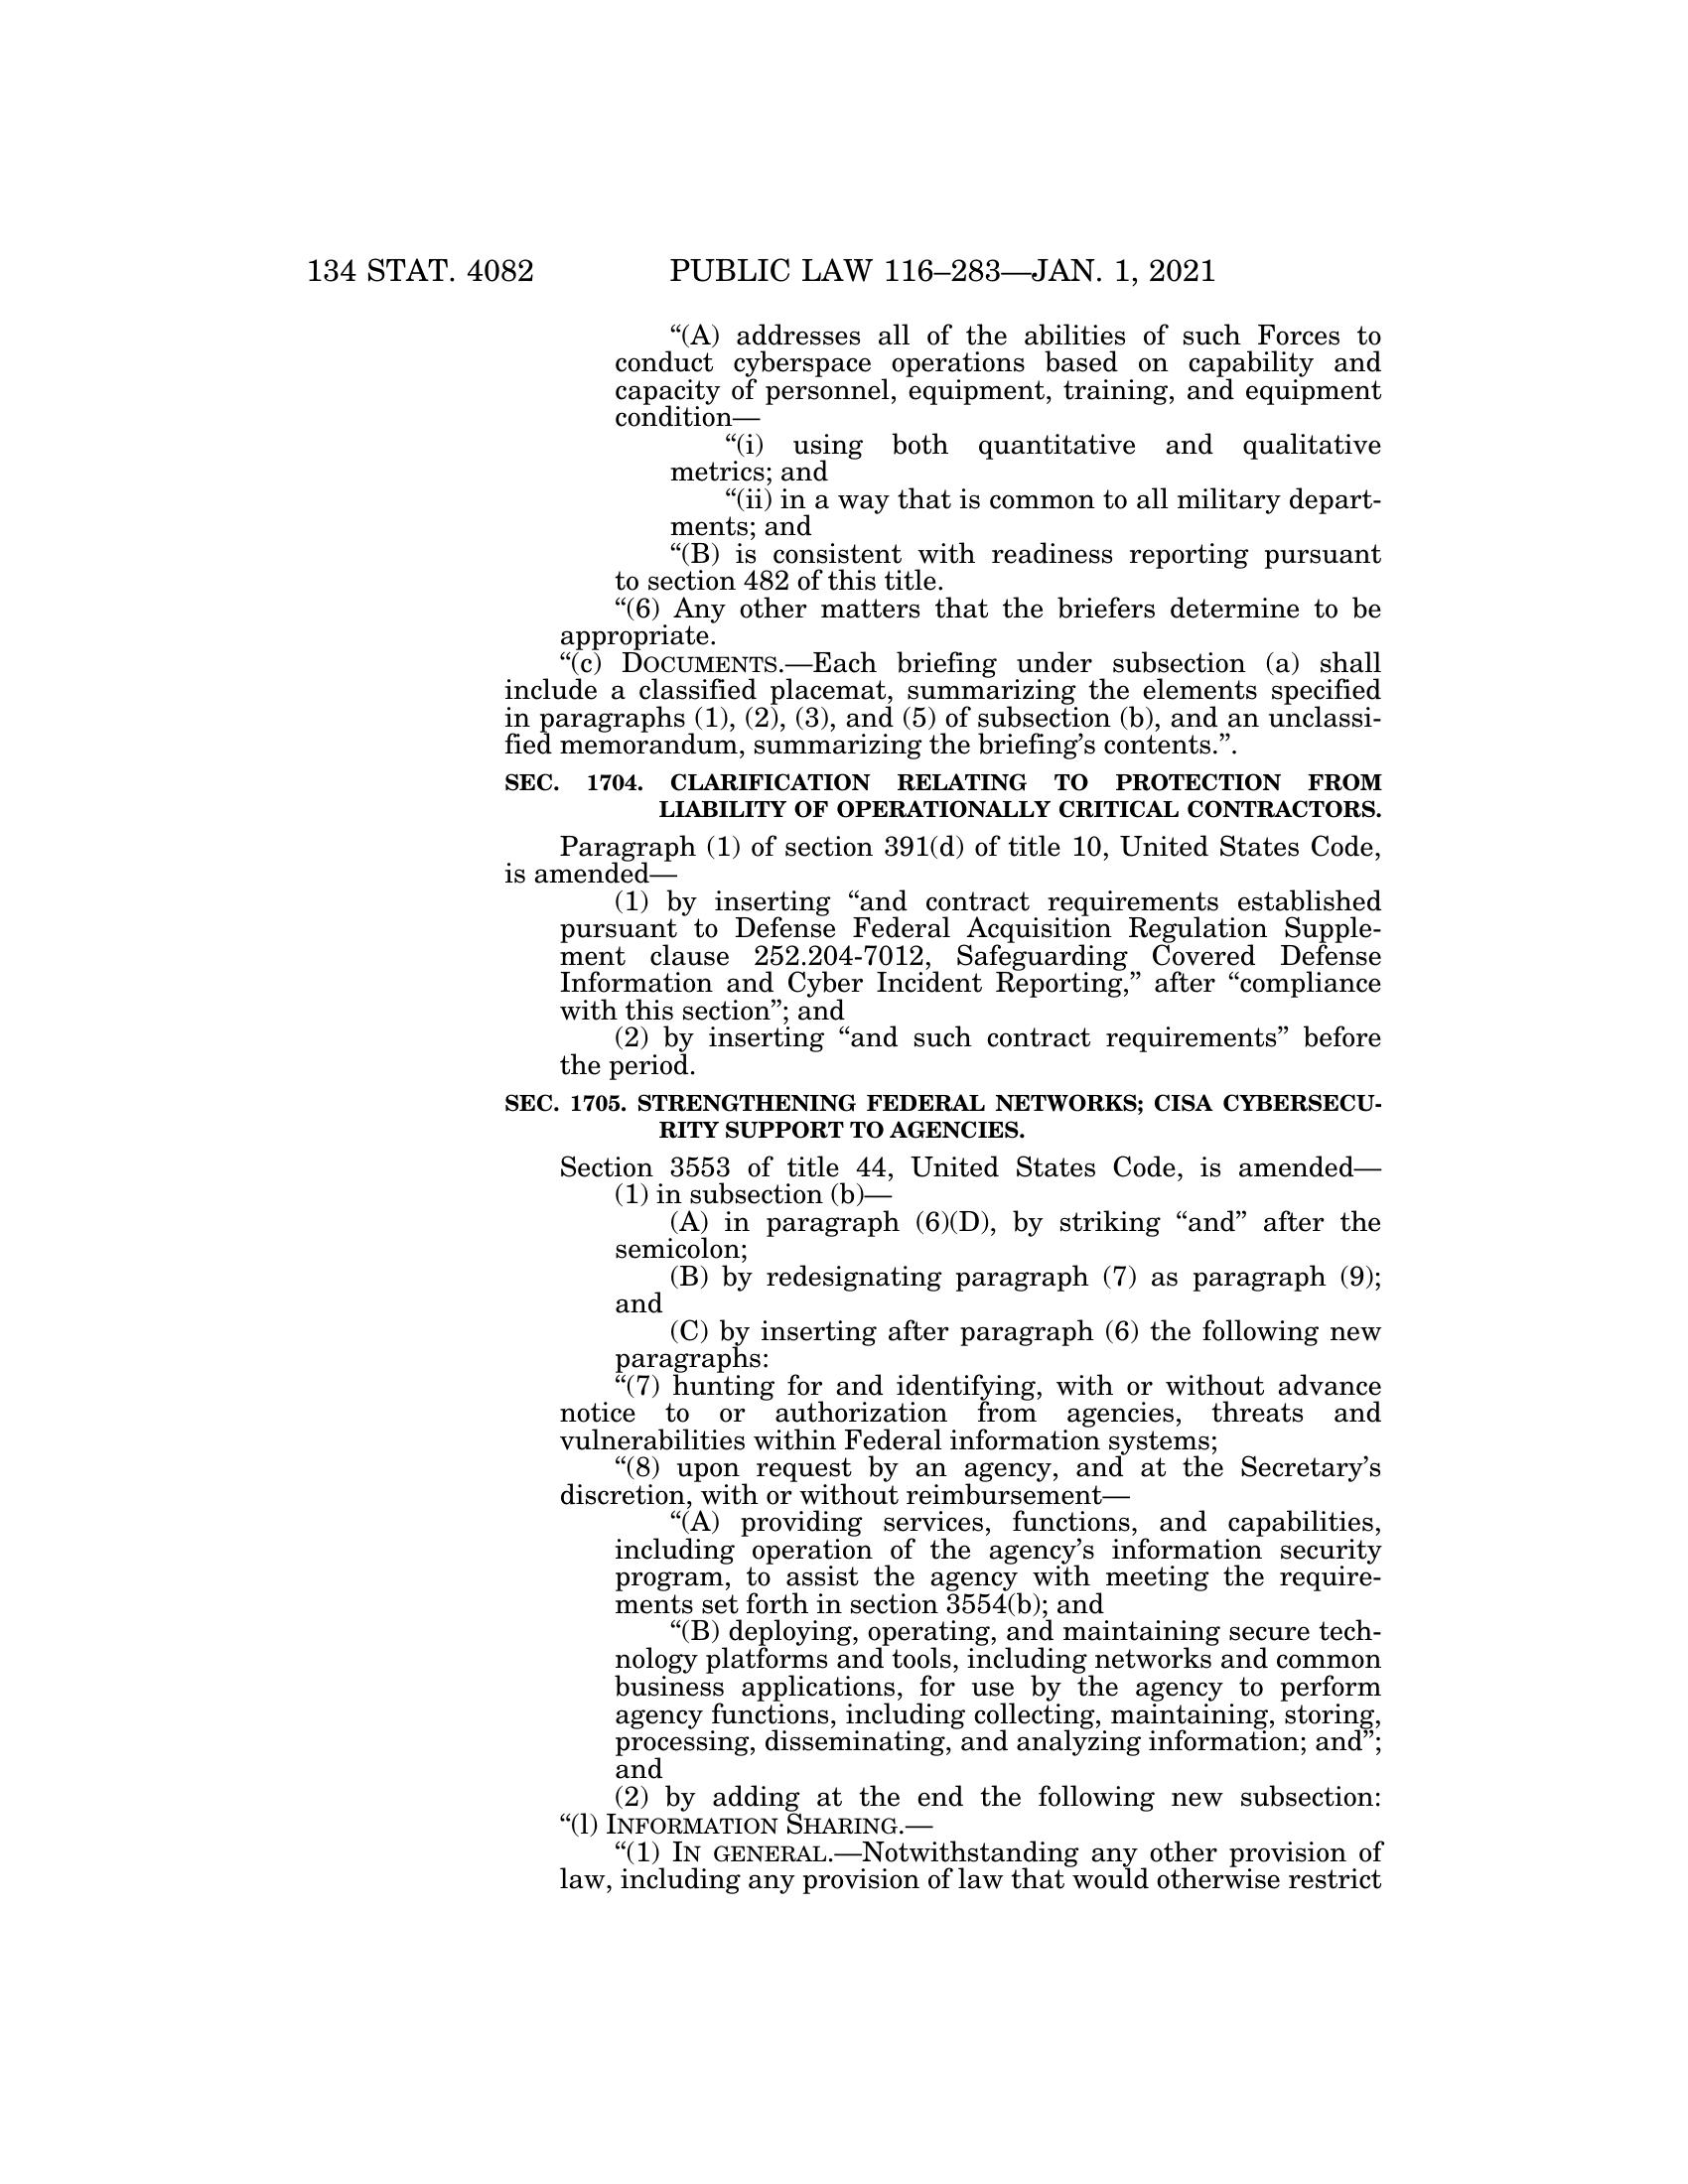 134 STAT. 4082 PUBLIC LAW 116–283—JAN. 1, 2021
“(A) addresses all of the abilities of such Forces to
conduct cyberspace operations based on capability and
capacity of personnel, equipment, training, and equipment
condition—
“(i) using both quantitative and qualitative
metrics; and
“(ii) in a way that is common to all military depart-
ments; and
“(B) is consistent with readiness reporting pursuant
to section 482 of this title.
“(6) Any other matters that the briefers determine to be
appropriate.
“(c) DOCUMENTS.—Each briefing under subsection (a) shall
include a classified placemat, summarizing the elements specified
in paragraphs (1), (2), (3), and (5) of subsection (b), and an unclassi-
fied memorandum, summarizing the briefing’s contents.”.
SEC. 1704. CLARIFICATION RELATING TO PROTECTION FROM
LIABILITY OF OPERATIONALLY CRITICAL CONTRACTORS.
Paragraph (1) of section 391(d) of title 10, United States Code,
is amended—
(1) by inserting “and contract requirements established
pursuant to Defense Federal Acquisition Regulation Supple-
ment clause 252.204-7012, Safeguarding Covered Defense
Information and Cyber Incident Reporting,” after “compliance
with this section”; and
(2) by inserting “and such contract requirements” before
the period.
SEC. 1705. STRENGTHENING FEDERAL NETWORKS; CISA CYBERSECU-
RITY SUPPORT TO AGENCIES.
Section 3553 of title 44, United States Code, is amended—
(1) in subsection (b)—
(A) in paragraph (6)(D), by striking “and” after the
semicolon;
(B) by redesignating paragraph (7) as paragraph (9);
and
(C) by inserting after paragraph (6) the following new
paragraphs:
“(7) hunting for and identifying, with or without advance
notice to or authorization from agencies, threats and
vulnerabilities within Federal information systems;
“(8) upon request by an agency, and at the Secretary’s
discretion, with or without reimbursement—
“(A) providing services, functions, and capabilities,
including operation of the agency’s information security
program, to assist the agency with meeting the require-
ments set forth in section 3554(b); and
“(B) deploying, operating, and maintaining secure tech-
nology platforms and tools, including networks and common
business applications, for use by the agency to perform
agency functions, including collecting, maintaining, storing,
processing, disseminating, and analyzing information; and”;
and
(2) by adding at the end the following new subsection:
“(l) INFORMATION SHARING.—
“(1) IN GENERAL.—Notwithstanding any other provision of
law, including any provision of law that would otherwise restrict